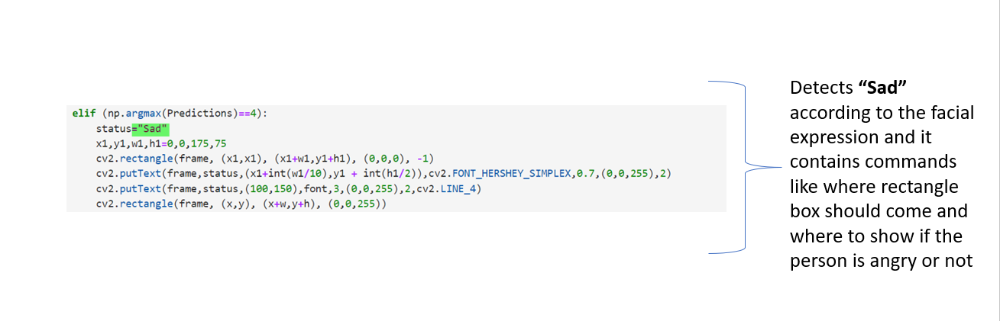 elif (np.argmax(Predictions)==4):
    status="Sad"
    x1,y1,w1,h1=0,0,175,75
    cv2.rectangle(frame, (x1,x1), (x1+w1,y1+h1), (0,0,0), -1)
    cv2.putText(frame,status,(x1+int(w1/10),y1 + int(h1/2)),cv2.FONT_HERSHEY_SIMPLEX,0.7,(0,0,255),2)
    cv2.putText(frame,status,(100,150),font,3,(0,0,255),2,cv2.LINE_4)
    cv2.rectangle(frame, (x,y), (x+w,y+h), (0,0,255))
Detects “Sad”
according to the facial
expression and it
contains commands
like where rectangle
box should come and
where to show if the
person is angry or not